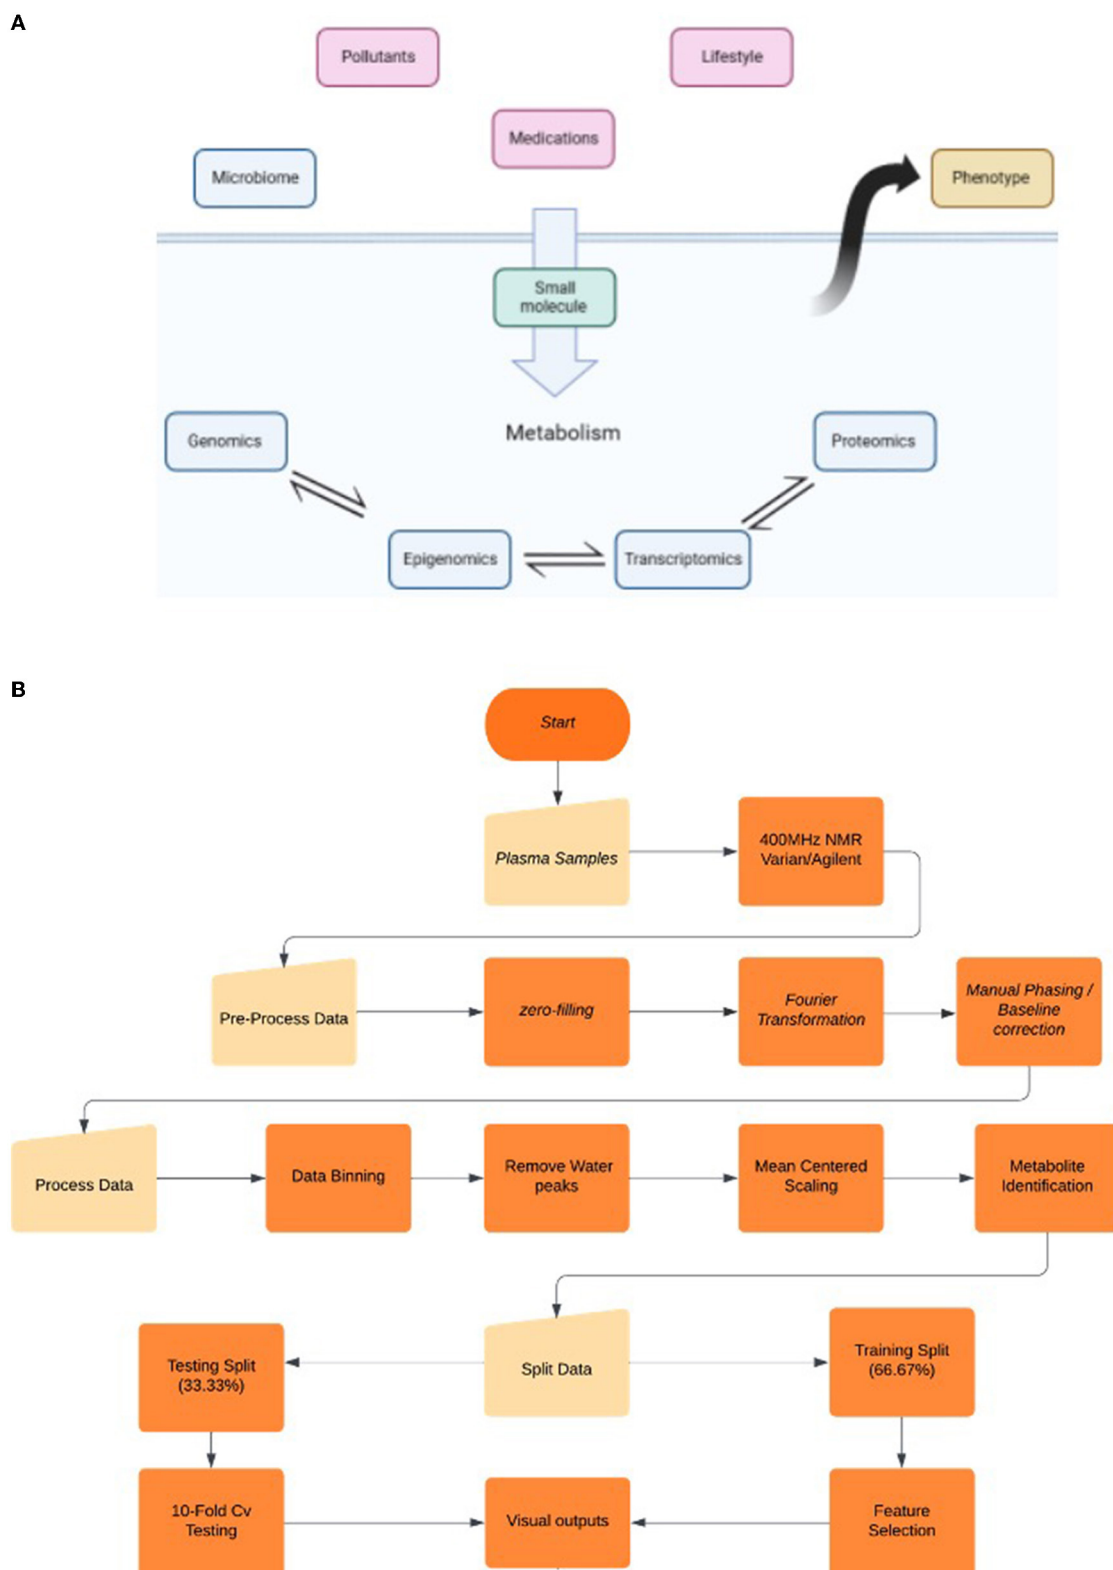 A
Pollutants
Lifestyle
Medications
Microbiome
Phenotype
Small
molecule
Metabolism
Genomics
Proteomics
Epigenomics
Transcriptomics
B
Start
Plasma Samples
400MHz NMR
Varian/Agilent
Pre-Process Data
zero-filling
Fourier
Transformation
Manual Phasing /
Baseline
correction
Process Data
Data Binning
Remove Water
peaks
Mean Centered
Scaling
Metabolite
Identification
Testing Split
(33.33%)
Split Data
Training Split
(66.67%)
10-Fold Cv
Testing
Visual outputs
Feature
Selection